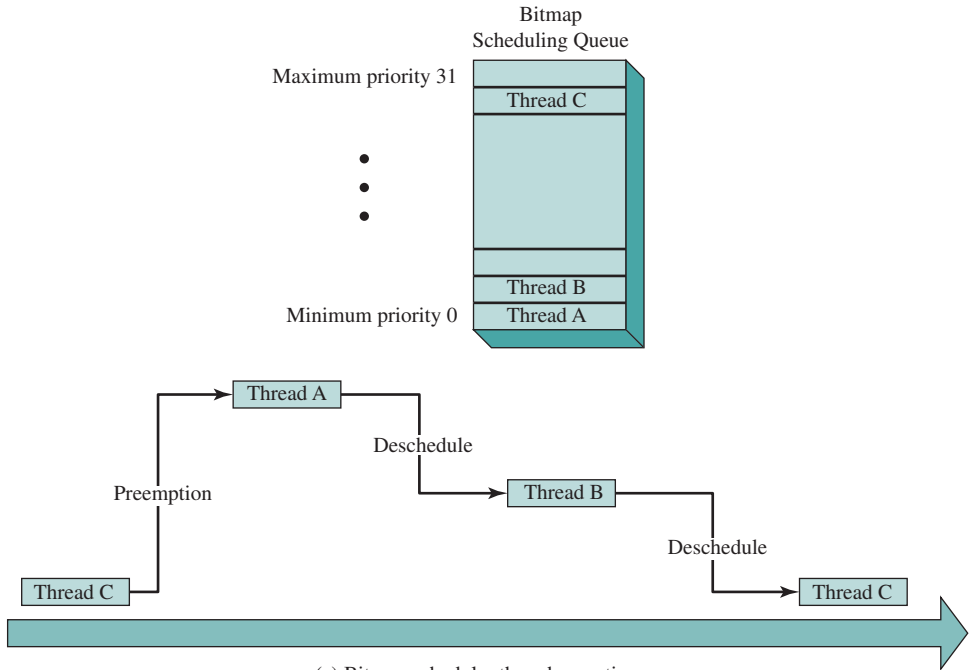 Bitmap
Scheduling Queue
Maximum priority 31
Thread C
Thread B
Minimum priority 0
Thread A
Thread A
Deschedule
Preemption
Thread B
Deschedule
Thread C
Thread C